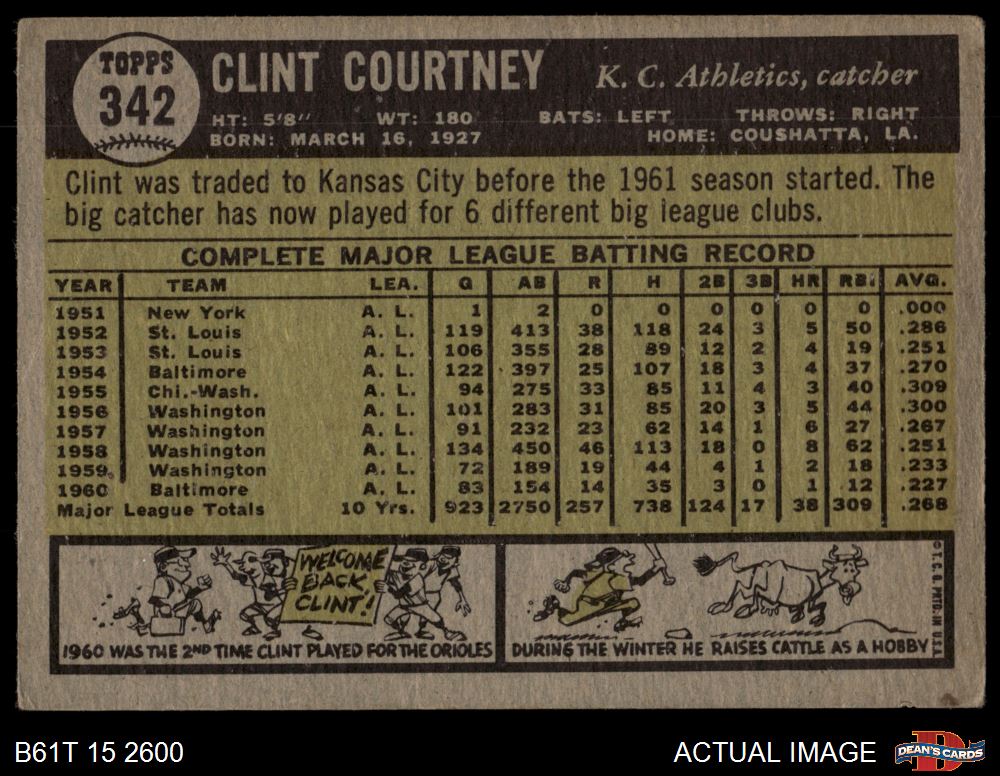 TOPPS
342
CLINT COURTNEY K. C. Athletics, catcher
HT: 5'8" WT: 180 BATS: LEFT THROWS: RIGHT
BORN: MARCH 16, 1927 HOME: COUSHATTA, LA.
Clint was traded to Kansas City before the 1961 season started. The
big catcher has now played for 6 different big league clubs.
COMPLETE MAJOR LEAGUE BATTING RECORD
YEAR TEAM LEA. G AB R H 2B 3B HR RBI AVG.
1951 New York A. L. 1 2 0 0 0 0 0 0 .000
1952 St. Louis A. L. 119 413 38 118 24 3 5 50 .286
1953 St. Louis A. L. 106 355 28 89 12 2 4 19 .251
1954 Baltimore A. L. 122 397 25 107 18 3 4 37 .270
1955 Chi.-Wash. A. L. 94 275 33 85 11 4 3 40 .309
1956 Washington A. L. 101 283 31 85 20 3 5 44 .300
1957 Washington A. L. 91 232 23 62 14 1 6 27 .267
1958 Washington A. L. 134 450 46 113 18 0 8 62 .251
1959 Washington A. L. 72 189 19 44 4 1 2 18 .233
1960 Baltimore A. L. 83 154 14 35 3 0 1 12 .227
Major League Totals 10 Yrs. 923 2750 257 738 124 17 38 309 .268
WELCOME
BACK,
CLINT!
1960 WAS THE 2ND TIME CLINT PLAYED FOR THE ORIOLES
DURING THE WINTER HE RAISES CATTLE AS A HOBBY
© T.C.G. PRTD. IN U.S.A.
B61T 15 2600
ACTUAL IMAGE
DEAN'S CARDS